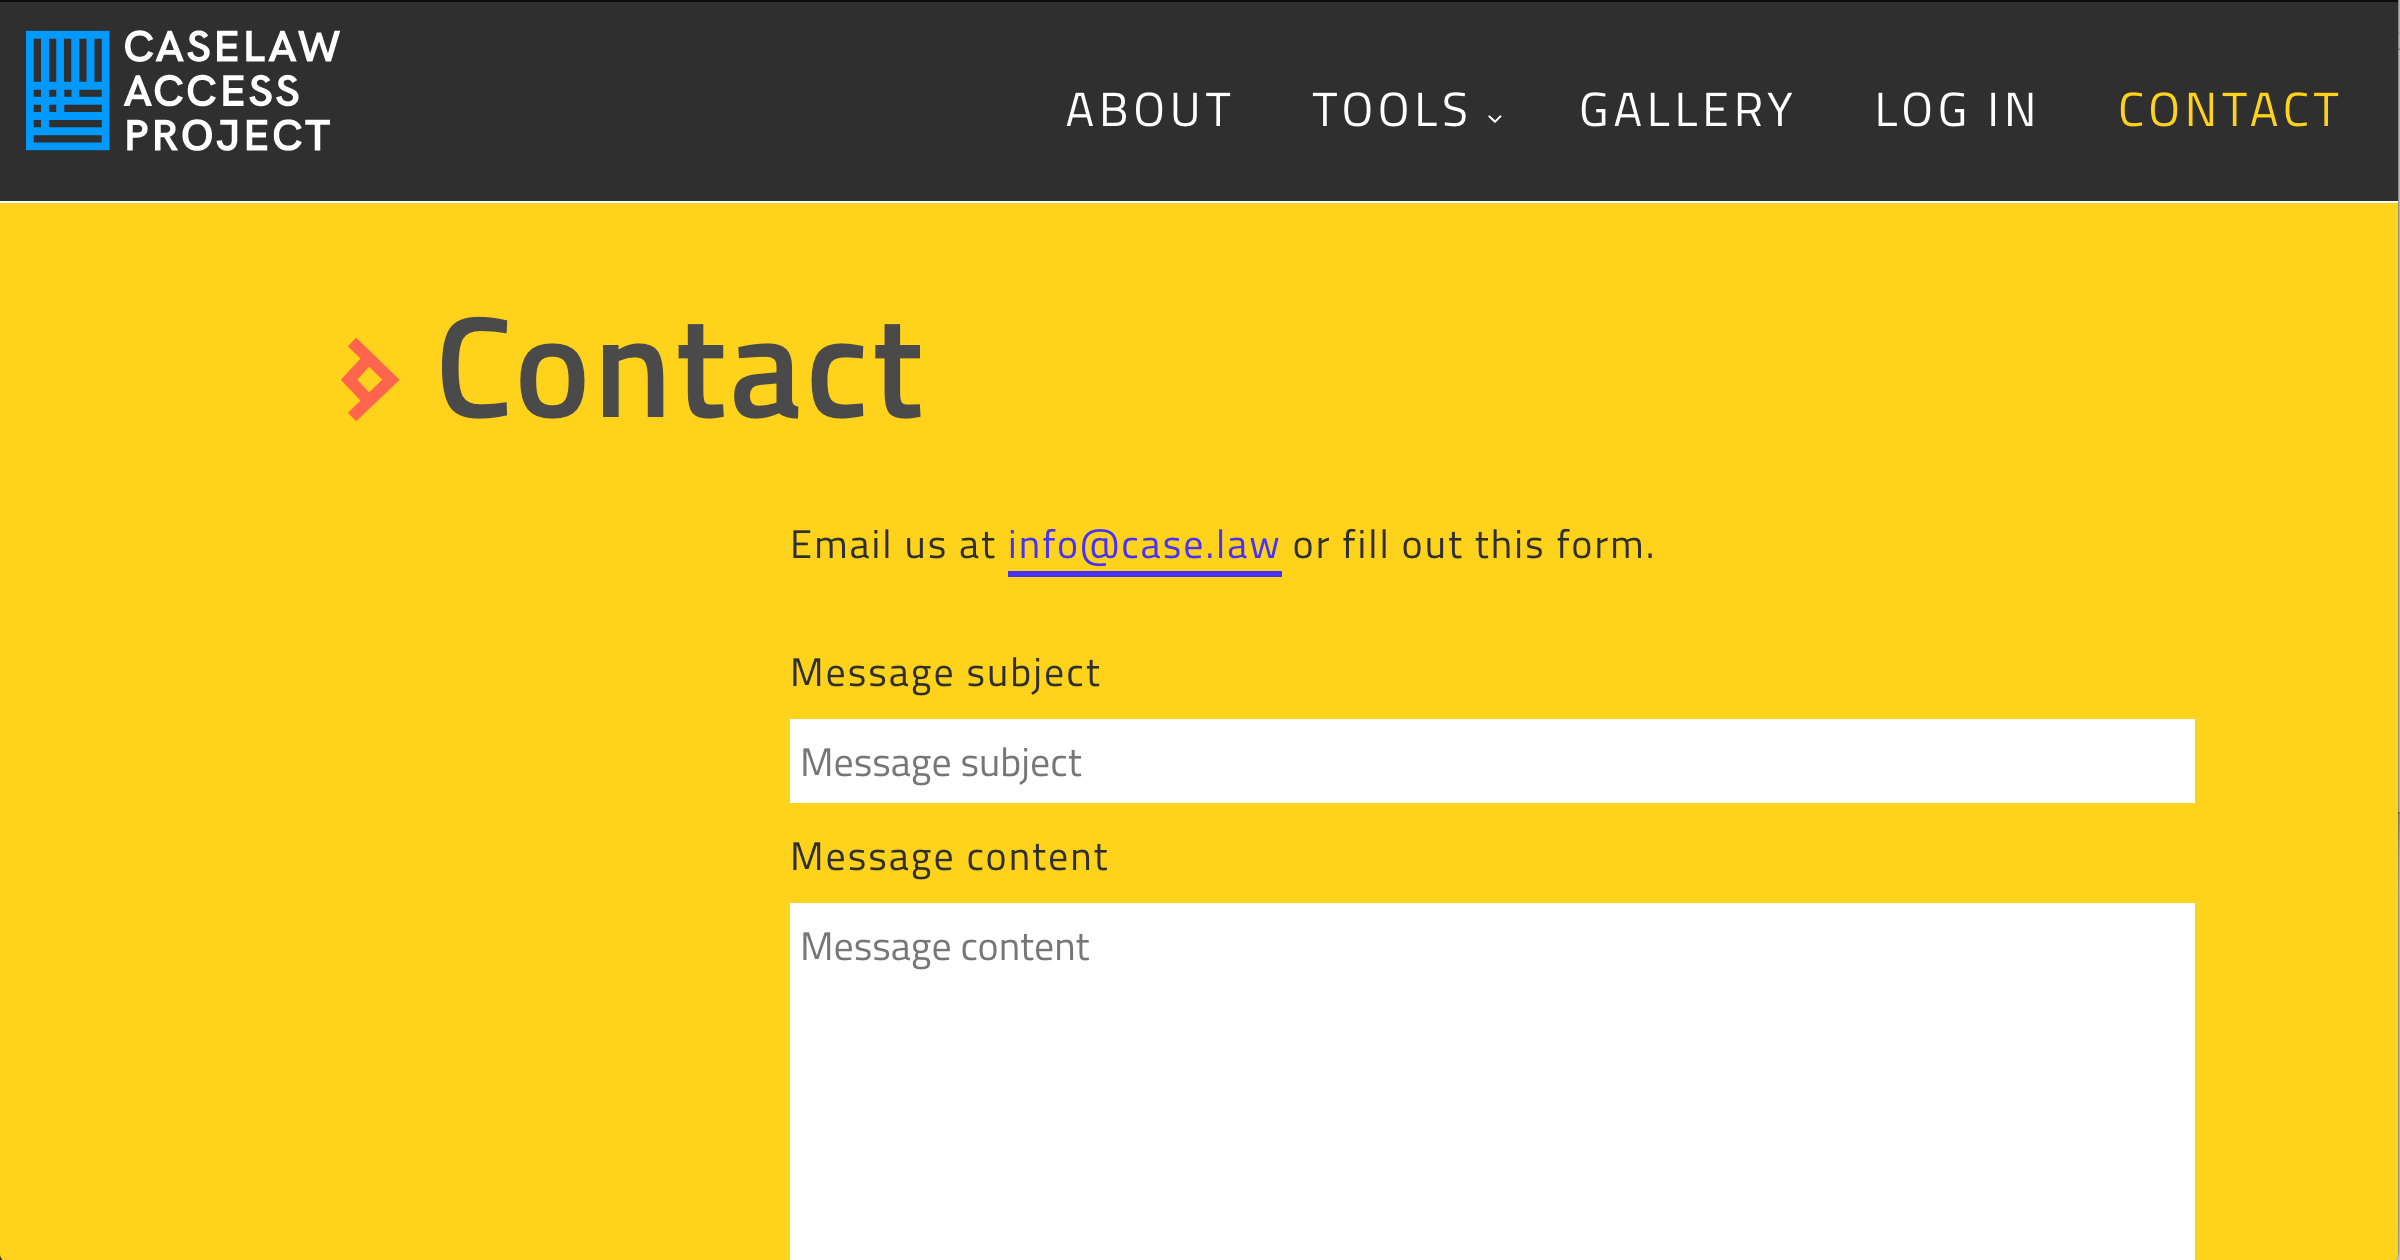 CASELAW
ACCESS
PROJECT
ABOUT TOOLS GALLERY LOG IN CONTACT
Contact
Email us at info@case.law or fill out this form.
Message subject
Message subject
Message content
Message content